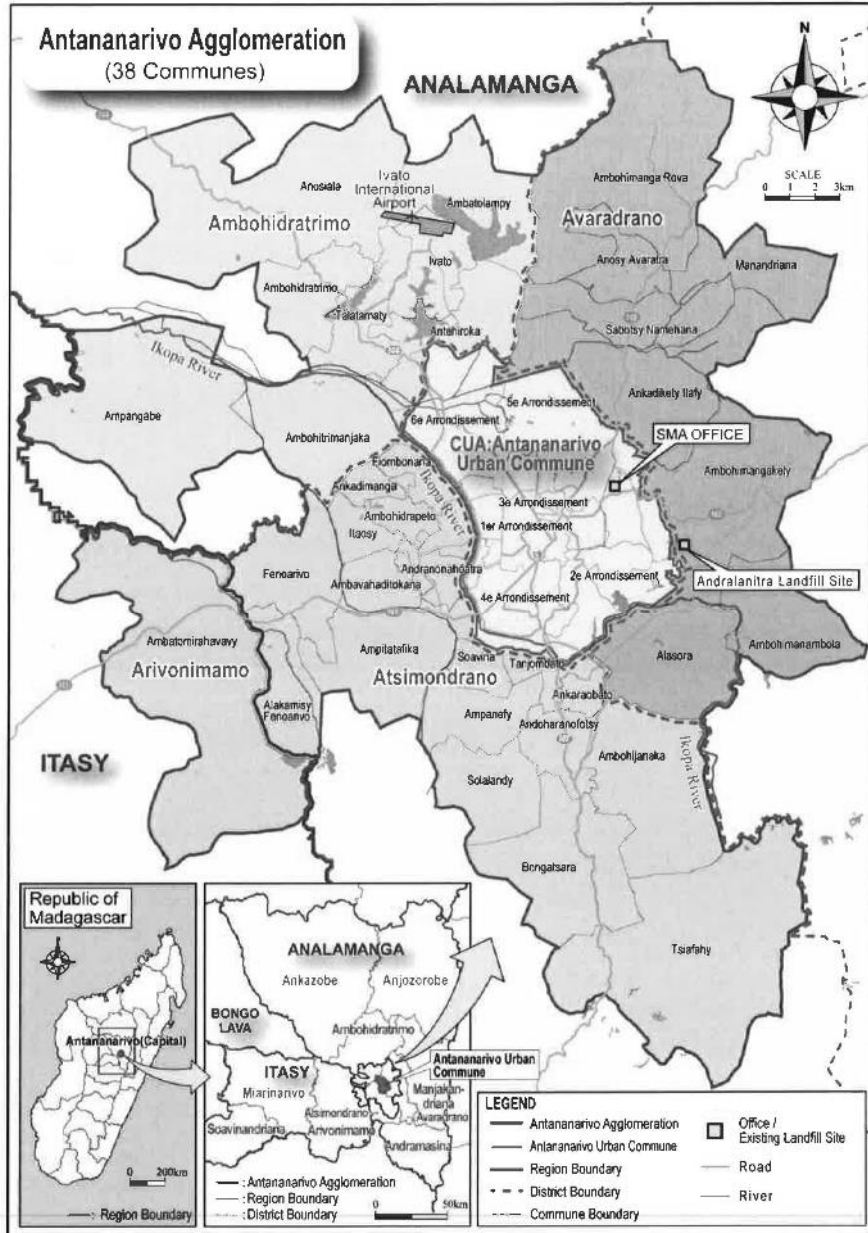 Antananarivo Agglomeration
(38 Communes)
ANALAMANGA
N
SCALE
0 1 2 3km
Anosiala
Ivato
International
Airport
Ambatolampy
Ambohimanga Rova
Ambohidratrimo
Avaradrano
Ivato
Anosy Avaratra
Manandriana
Ambohidratrimo
Talatamaty
Sabotsy Namehana
Antehiroka
Ikopa River
Ankadikely Ilafy
Ampangabe
5e Arrondissement
6e Arrondissement
Ambohitrimanjaka
SMA OFFICE
CUA:Antananarivo
Urban Commune
Fiombonana
Ambohimangakely
Ankadimanga
Ikopa River
3e Arrondissement
Ambohidrapeto
1er Arrondissement
Itaosy
Andranonahoatra
Fenoarivo
Ambavahaditokana
2e Arrondissement
Andralanitra Landfill Site
4e Arrondissement
Ambatomirahavavy
Ampitatafika
Soavina
Tanjombato
Alasora
Ambohimanambola
Arivonimamo
Atsimondrano
Ankaraobato
Alakamisy
Fenoarivo
Ampanefy
Andoharanofotsy
ITASY
Ambohijanaka
Ikopa River
Solalandy
Bongatsara
Tsiafahy
Republic of
Madagascar
Antananarivo(Capital)
0 200km
: Region Boundary
ANALAMANGA
Ankazobe
Anjozorobe
BONGO
LAVA
Ambohidratrimo
ITASY
Antananarivo Urban
Commune
Miarinarivo
Manjakan-
driana
Atsimondrano
Avaradrano
Soavinandriana
Arivonimamo
Andramasina
: Antananarivo Agglomeration
: Region Boundary
: District Boundary
0 50km
LEGEND
Antananarivo Agglomeration
Antananarivo Urban Commune
Region Boundary
District Boundary
Commune Boundary
Office /
Existing Landfill Site
Road
River